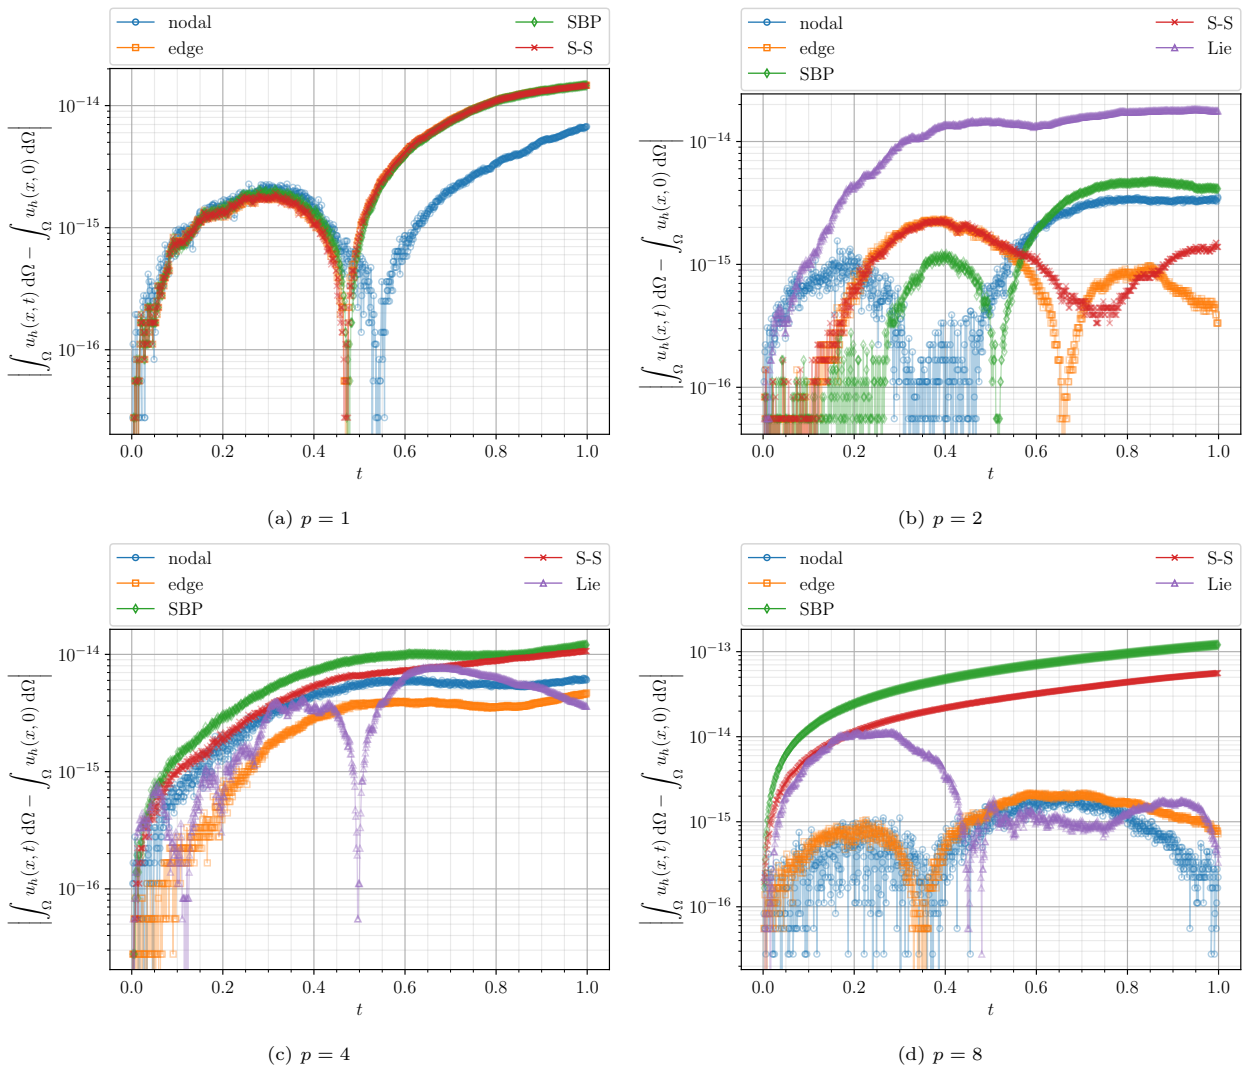 nodal
edge
SBP
S-S
|∫_Ω u_h(x, t) dΩ − ∫_Ω u_h(x, 0) dΩ|
10^{−14}
10^{−15}
10^{−16}
0.0 0.2 0.4 0.6 0.8 1.0
t
(a) p = 1
nodal
edge
SBP
S-S
Lie
|∫_Ω u_h(x, t) dΩ − ∫_Ω u_h(x, 0) dΩ|
10^{−14}
10^{−15}
10^{−16}
0.0 0.2 0.4 0.6 0.8 1.0
t
(b) p = 2
nodal
edge
SBP
S-S
Lie
|∫_Ω u_h(x, t) dΩ − ∫_Ω u_h(x, 0) dΩ|
10^{−14}
10^{−15}
10^{−16}
0.0 0.2 0.4 0.6 0.8 1.0
t
(c) p = 4
nodal
edge
SBP
S-S
Lie
|∫_Ω u_h(x, t) dΩ − ∫_Ω u_h(x, 0) dΩ|
10^{−13}
10^{−14}
10^{−15}
10^{−16}
0.0 0.2 0.4 0.6 0.8 1.0
t
(d) p = 8